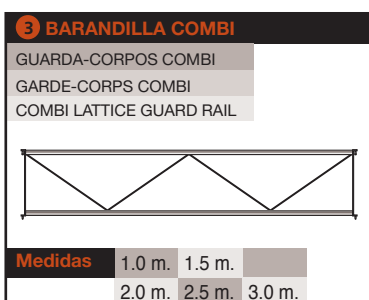 3 BARANDILLA COMBI
GUARDA-CORPOS COMBI
GARDE-CORPS COMBI
COMBI LATTICE GUARD RAIL
Medidas 1.0 m. 1.5 m.
2.0 m. 2.5 m. 3.0 m.